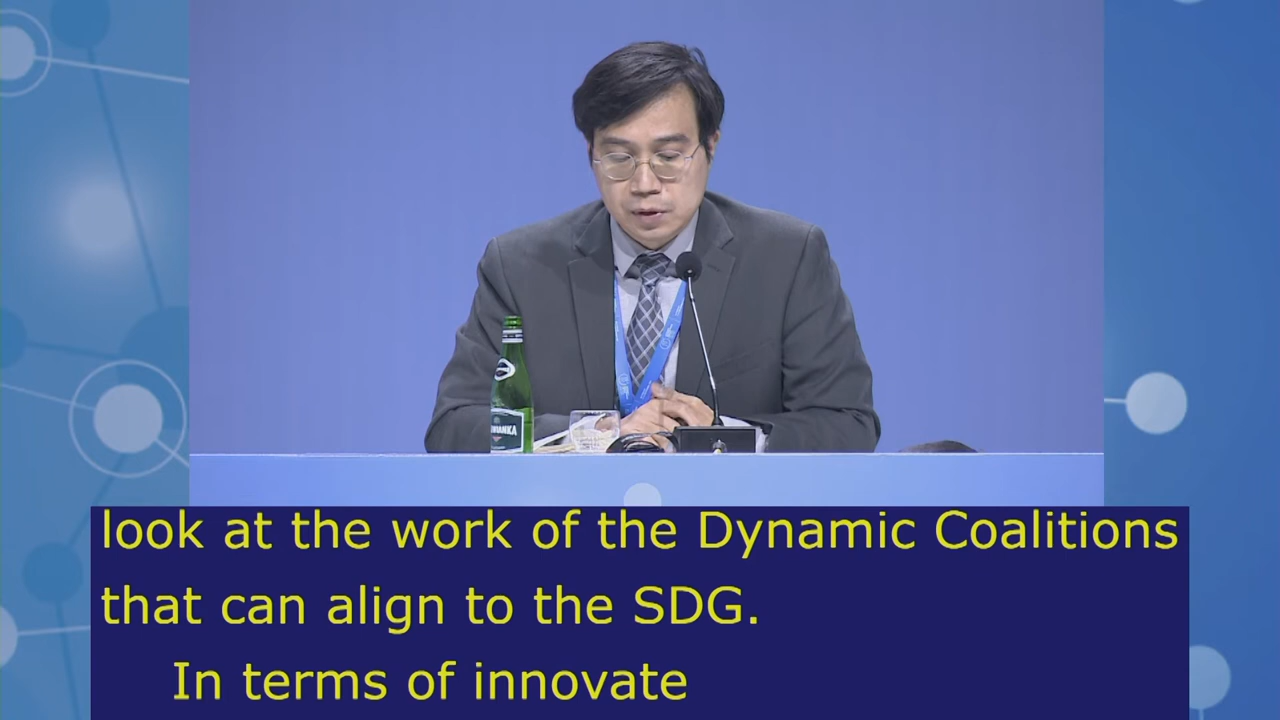 look at the work of the Dynamic Coalitions
that can align to the SDG.
In terms of innovate